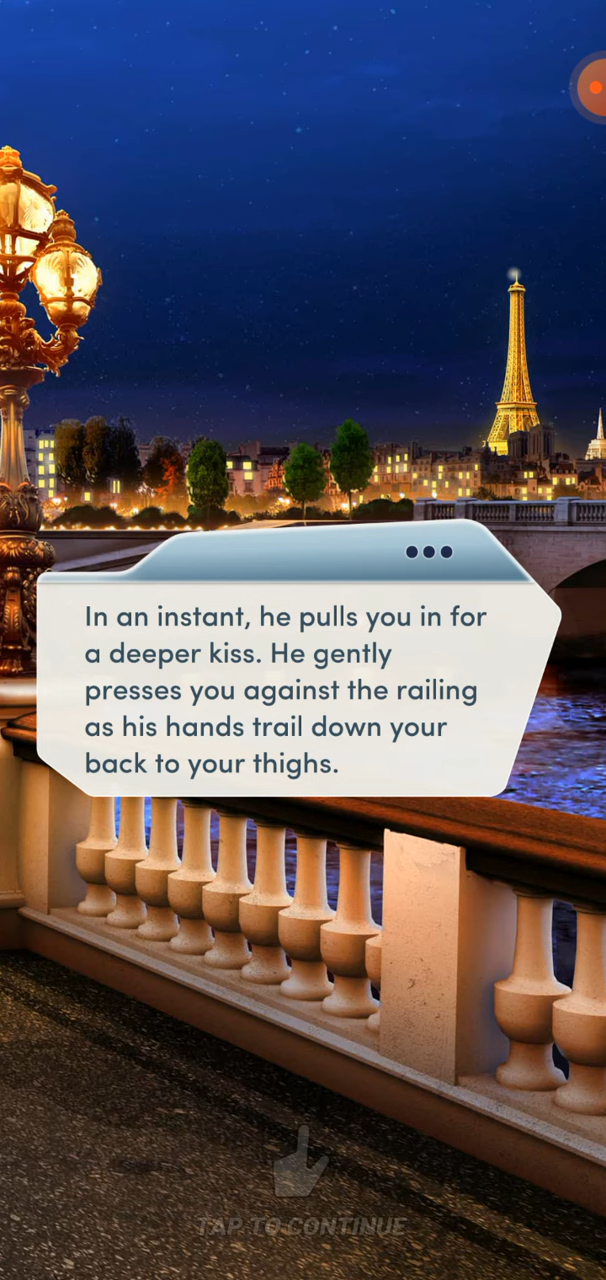 In an instant, he pulls you in for
a deeper kiss. He gently
presses you against the railing
as his hands trail down your
back to your thighs.
TAP TO CONTINUE